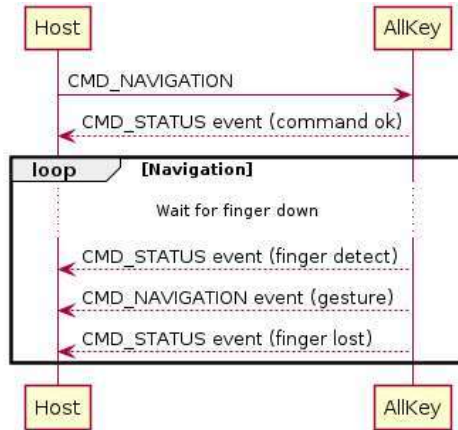 Host AllKey
CMD_NAVIGATION
CMD_STATUS event (command ok)
loop [Navigation]
Wait for finger down
CMD_STATUS event (finger detect)
CMD_NAVIGATION event (gesture)
CMD_STATUS event (finger lost)
Host AllKey